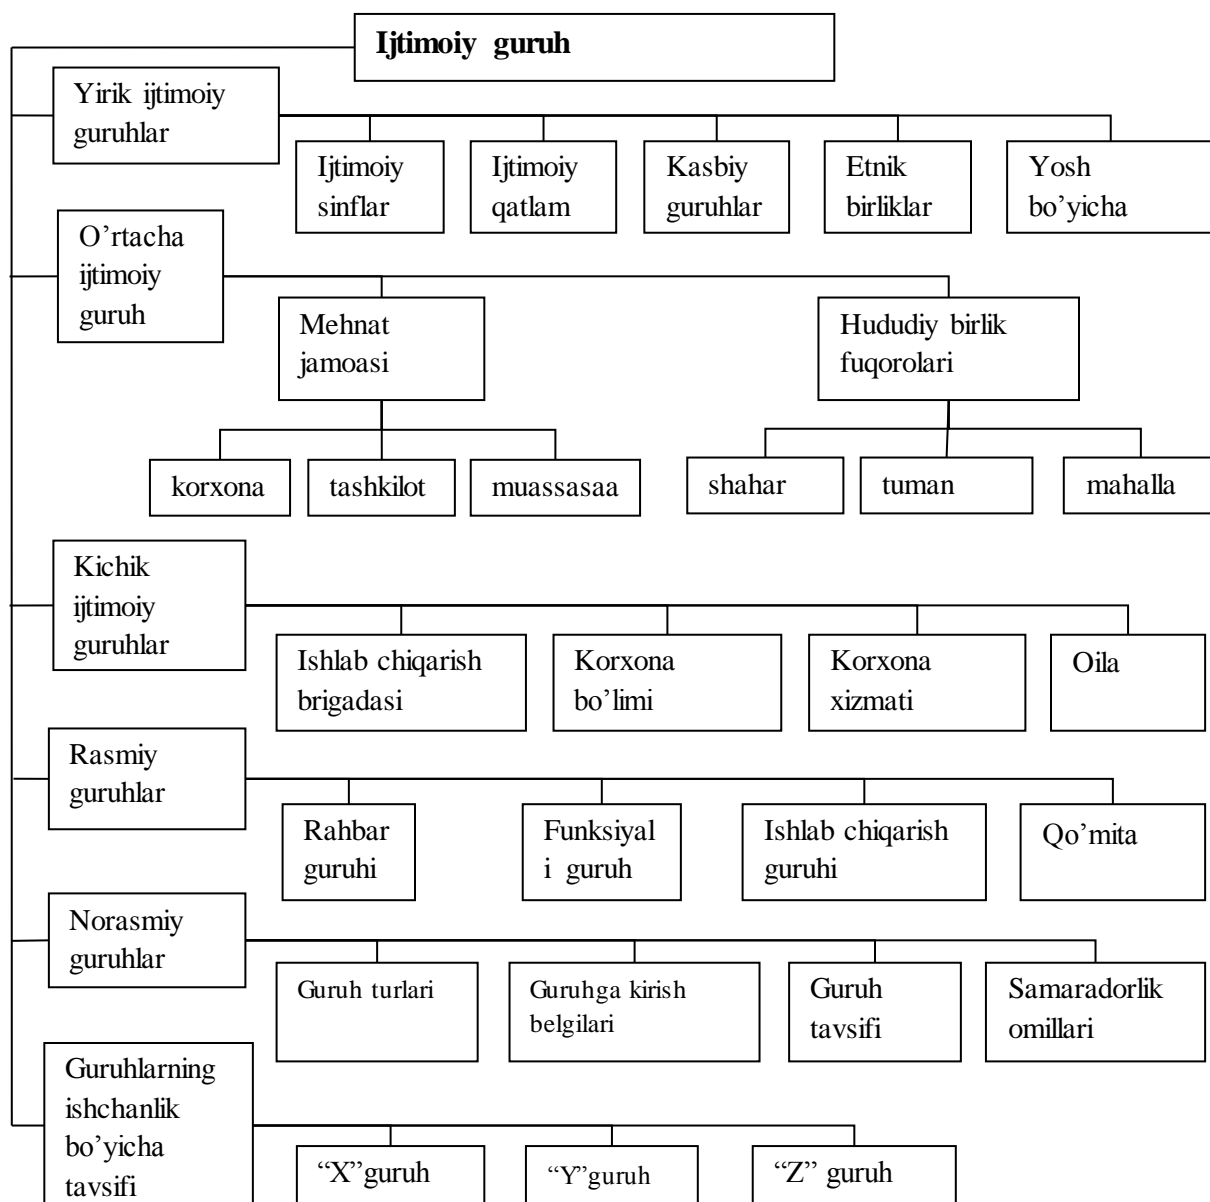 Ijtimoiy guruh
Yirik ijtimoiy
guruhlar
Ijtimoiy
sinflar
Ijtimoiy
qatlam
Kasbiy
guruhlar
Etnik
birliklar
Yosh
bo’yicha
O’rtacha
ijtimoiy
guruh
Mehnat
jamoasi
Hududiy birlik
fuqorolari
korxona
tashkilot
muassasaa
shahar
tuman
mahalla
Kichik
ijtimoiy
guruhlar
Ishlab chiqarish
brigadasi
Korxona
bo’limi
Korxona
xizmati
Oila
Rasmiy
guruhlar
Rahbar
guruhi
Funksiyal
i guruh
Ishlab chiqarish
guruhi
Qo’mita
Norasmiy
guruhlar
Guruh turlari
Guruhga kirish
belgilari
Guruh
tavsifi
Samaradorlik
omillari
Guruhlarning
ishchanlik
bo’yicha
tavsifi
“X”guruh
“Y”guruh
“Z” guruh